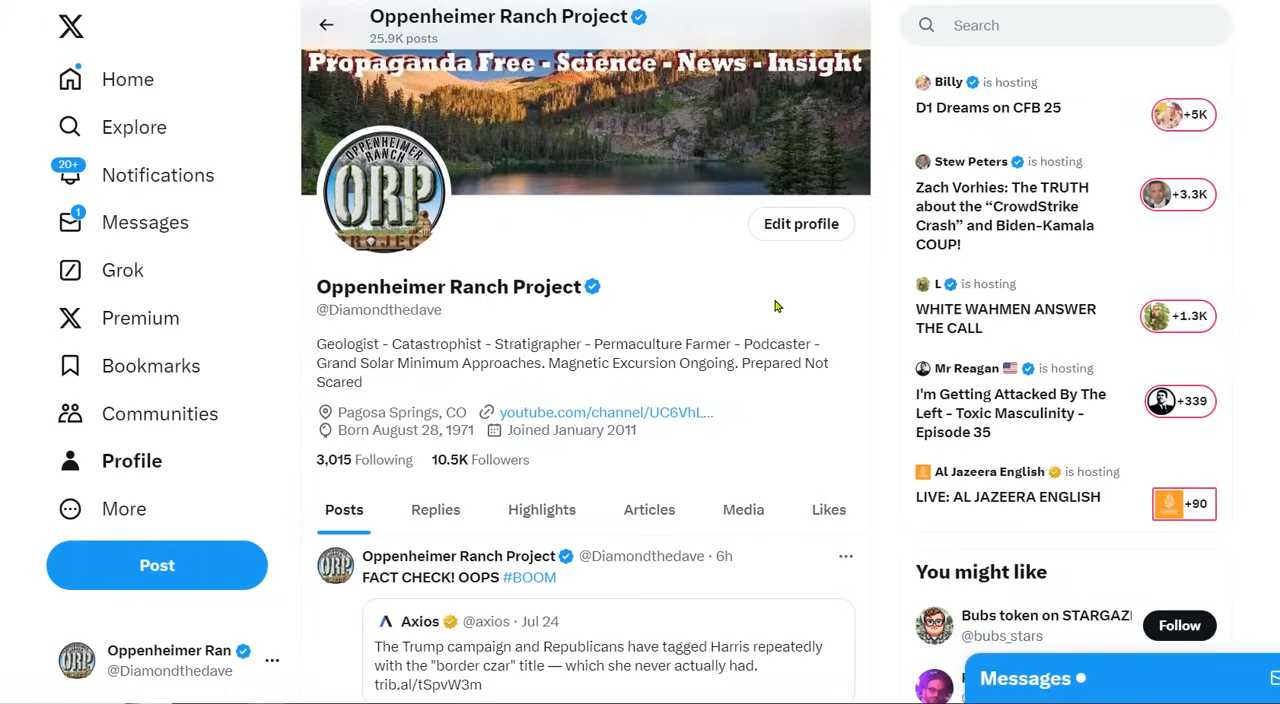 Oppenheimer Ranch Project
25.9K posts
Propaganda Free - Science - News - Insight
OPPENHEIMER
RANCH
ORP
PROJECT
Edit profile
Oppenheimer Ranch Project
@Diamondthedave
Geologist - Catastrophist - Stratigrapher - Permaculture Farmer - Podcaster -
Grand Solar Minimum Approaches. Magnetic Excursion Ongoing. Prepared Not
Scared
Pagosa Springs, CO youtube.com/channel/UC6VhL...
Born August 28, 1971 Joined January 2011
3,015 Following 10.5K Followers
Posts Replies Highlights Articles Media Likes
Oppenheimer Ranch Project @Diamondthedave · 6h
FACT CHECK! OOPS #BOOM
Axios @axios · Jul 24
The Trump campaign and Republicans have tagged Harris repeatedly
with the "border czar" title — which she never actually had.
trib.al/tSpvW3m
Home
Explore
20+
Notifications
1
Messages
Grok
Premium
Bookmarks
Communities
Profile
More
Post
Oppenheimer Ran
@Diamondthedave
Search
Billy is hosting
D1 Dreams on CFB 25
+5K
Stew Peters is hosting
Zach Vorhies: The TRUTH
about the “CrowdStrike
Crash” and Biden-Kamala
COUP!
+3.3K
L is hosting
WHITE WAHMEN ANSWER
THE CALL
+1.3K
Mr Reagan is hosting
I'm Getting Attacked By The
Left - Toxic Masculinity -
Episode 35
+339
Al Jazeera English is hosting
LIVE: AL JAZEERA ENGLISH
+90
You might like
Bubs token on STARGAZ
@bubs_stars
Follow
Messages